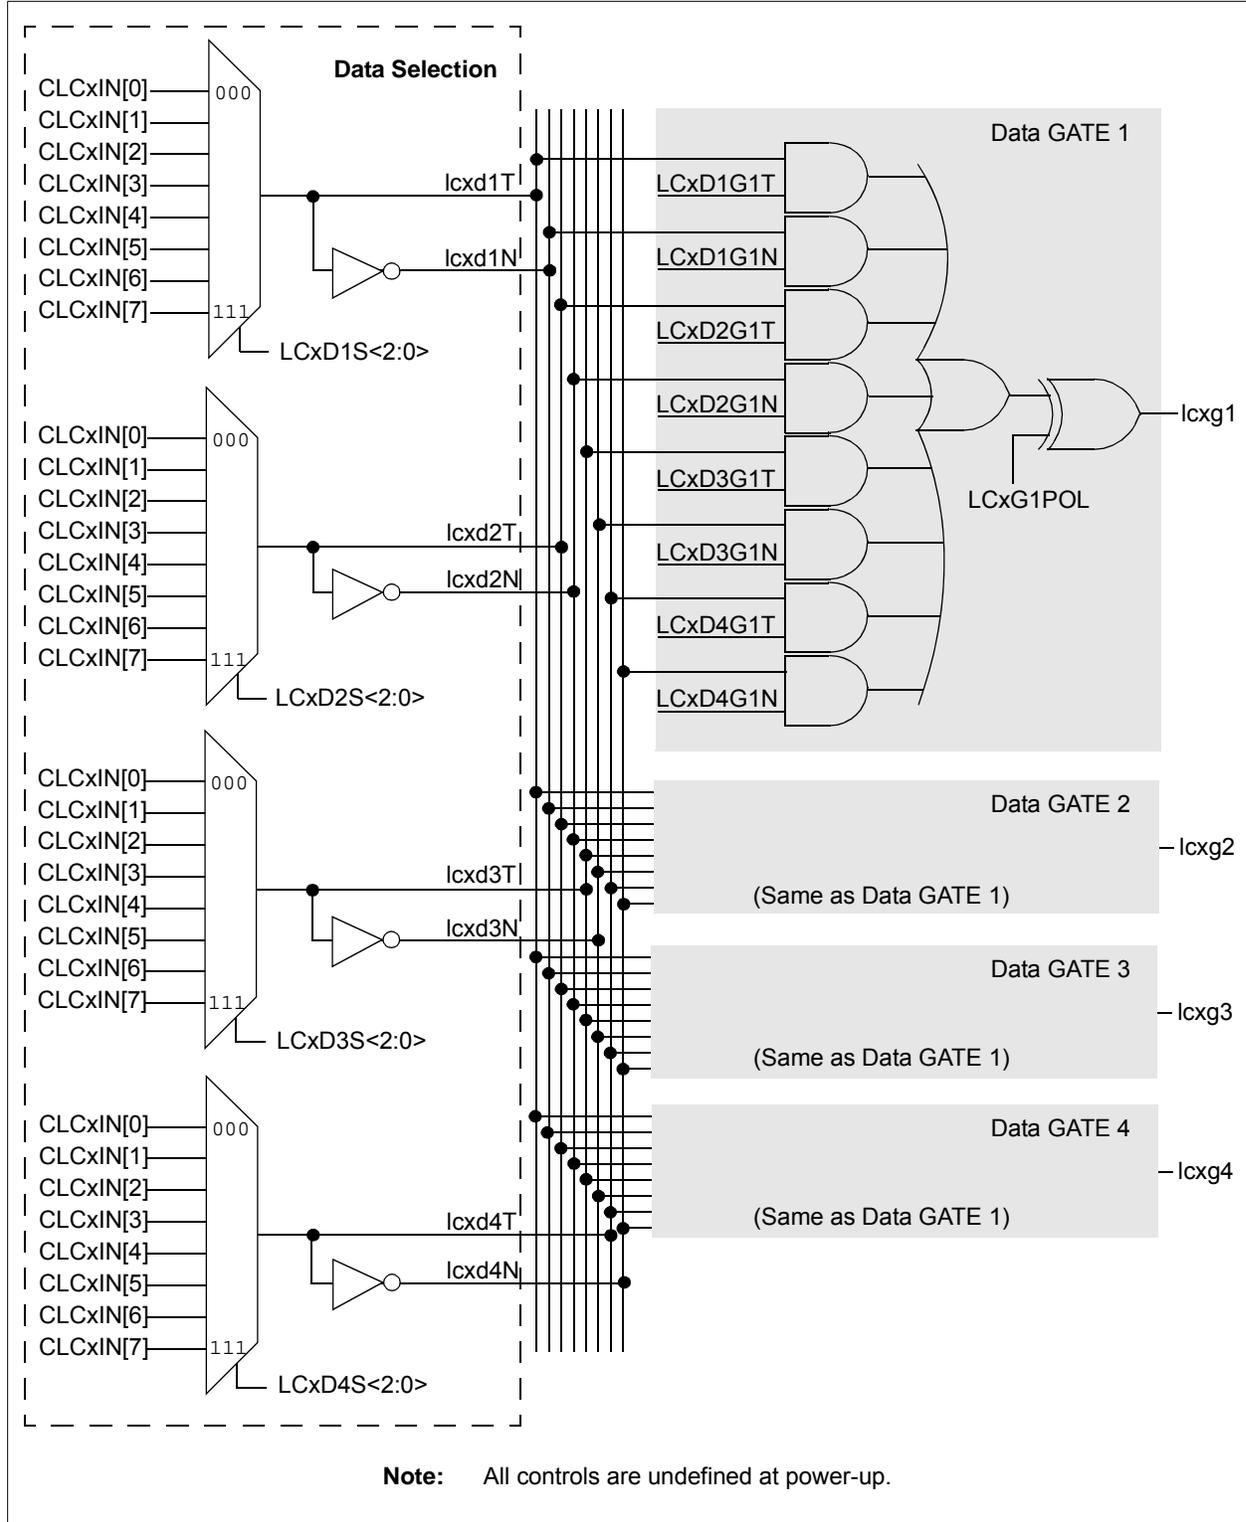 Data Selection
CLCxIN[0]
CLCxIN[1]
CLCxIN[2]
CLCxIN[3]
CLCxIN[4]
CLCxIN[5]
CLCxIN[6]
CLCxIN[7]
000
111
LCxD1S<2:0>
lcxd1T
lcxd1N
CLCxIN[0]
CLCxIN[1]
CLCxIN[2]
CLCxIN[3]
CLCxIN[4]
CLCxIN[5]
CLCxIN[6]
CLCxIN[7]
000
111
LCxD2S<2:0>
lcxd2T
lcxd2N
CLCxIN[0]
CLCxIN[1]
CLCxIN[2]
CLCxIN[3]
CLCxIN[4]
CLCxIN[5]
CLCxIN[6]
CLCxIN[7]
000
111
LCxD3S<2:0>
lcxd3T
lcxd3N
CLCxIN[0]
CLCxIN[1]
CLCxIN[2]
CLCxIN[3]
CLCxIN[4]
CLCxIN[5]
CLCxIN[6]
CLCxIN[7]
000
111
LCxD4S<2:0>
lcxd4T
lcxd4N
Data GATE 1
LCxD1G1T
LCxD1G1N
LCxD2G1T
LCxD2G1N
LCxD3G1T
LCxD3G1N
LCxD4G1T
LCxD4G1N
LCxG1POL
lcxg1
Data GATE 2
(Same as Data GATE 1)
lcxg2
Data GATE 3
(Same as Data GATE 1)
lcxg3
Data GATE 4
(Same as Data GATE 1)
lcxg4
Note: All controls are undefined at power-up.